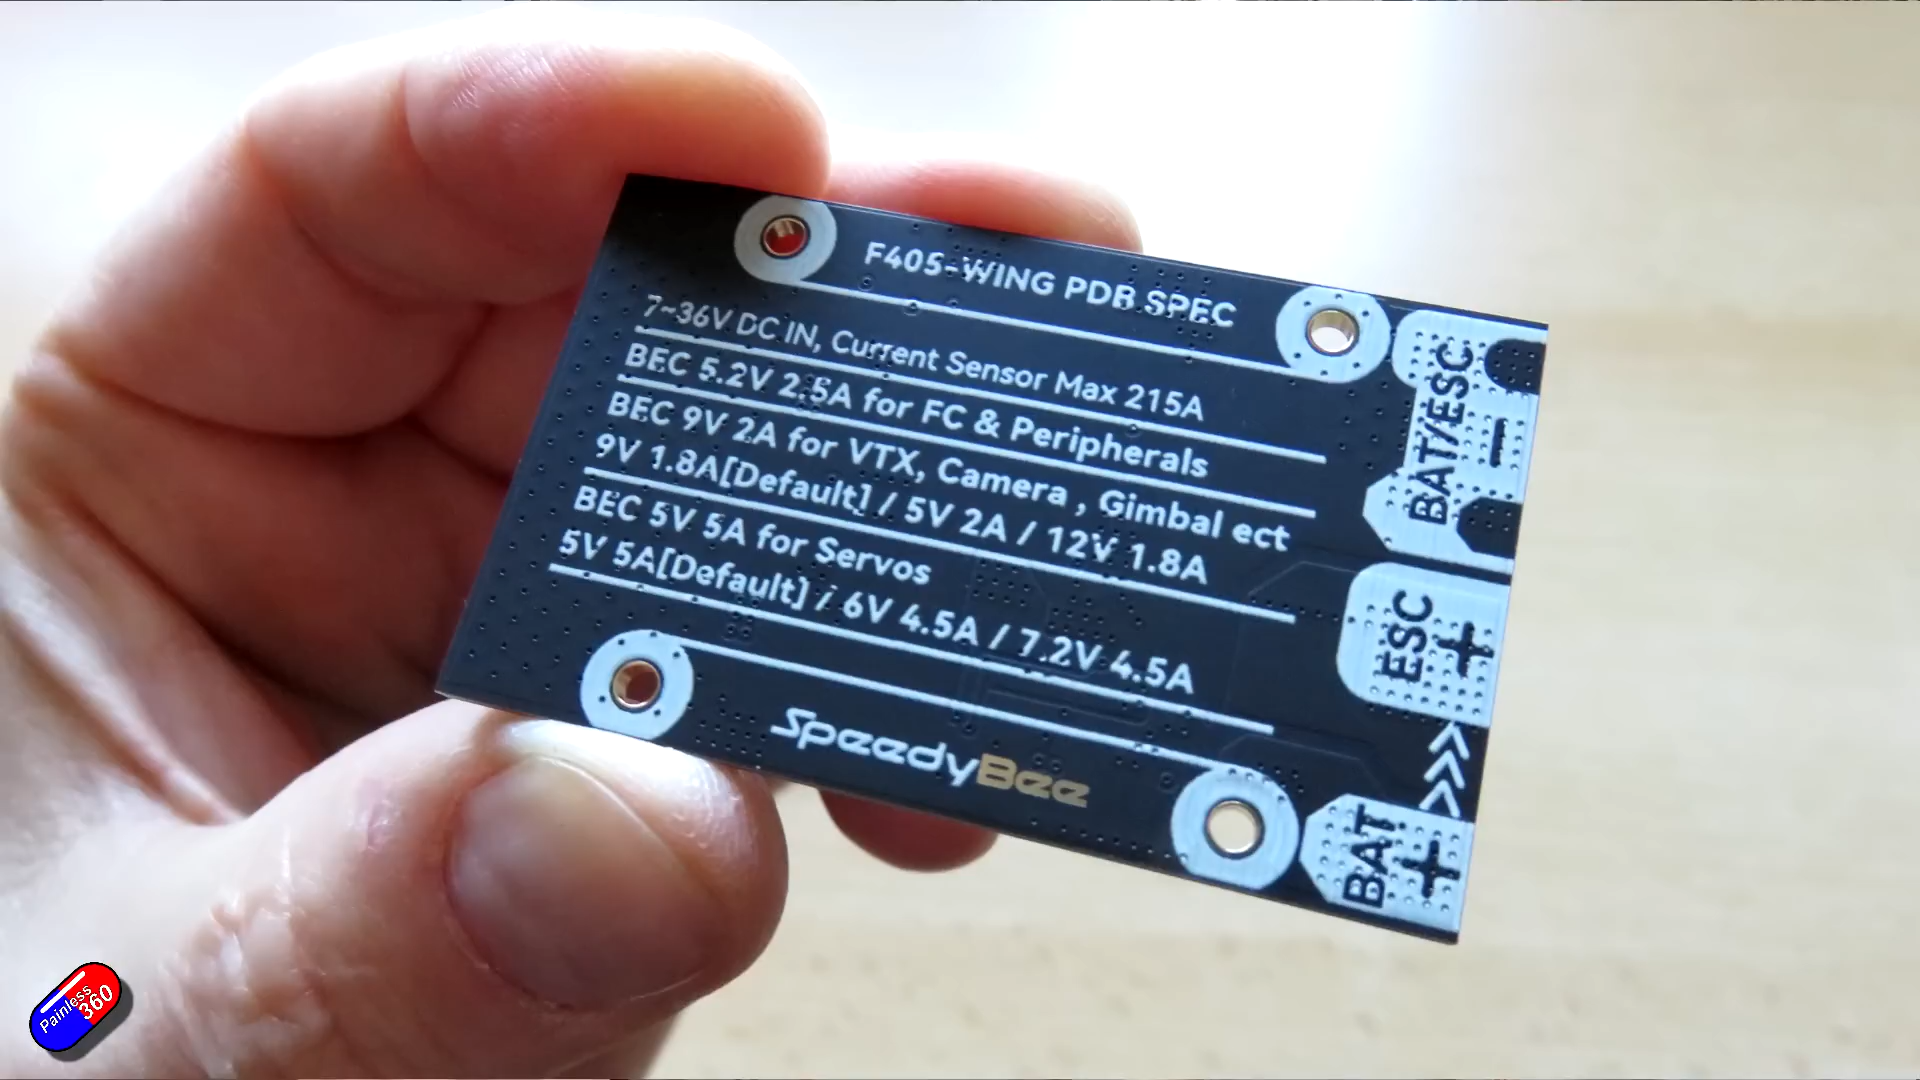 F405-WING PDB SPEC
7~36V DC IN, Current Sensor Max 215A
BEC 5.2V 2.5A for FC & Peripherals
BEC 9V 2A for VTX, Camera , Gimbal ect
9V 1.8A[Default] / 5V 2A / 12V 1.8A
BEC 5V 5A for Servos
5V 5A[Default] / 6V 4.5A / 7.2V 4.5A
SpeedyBee
BAT/ESC
-
ESC
+
BAT
+
Painless
360